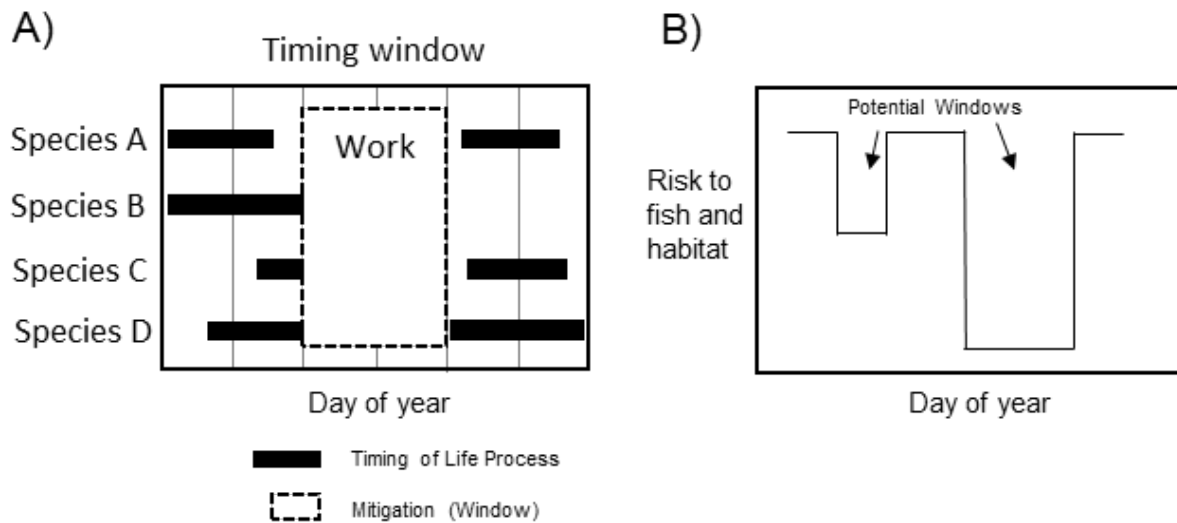 A)
Timing window
Species A
Species B
Species C
Species D
Work
Day of year
Timing of Life Process
Mitigation (Window)
B)
Potential Windows
Risk to
fish and
habitat
Day of year